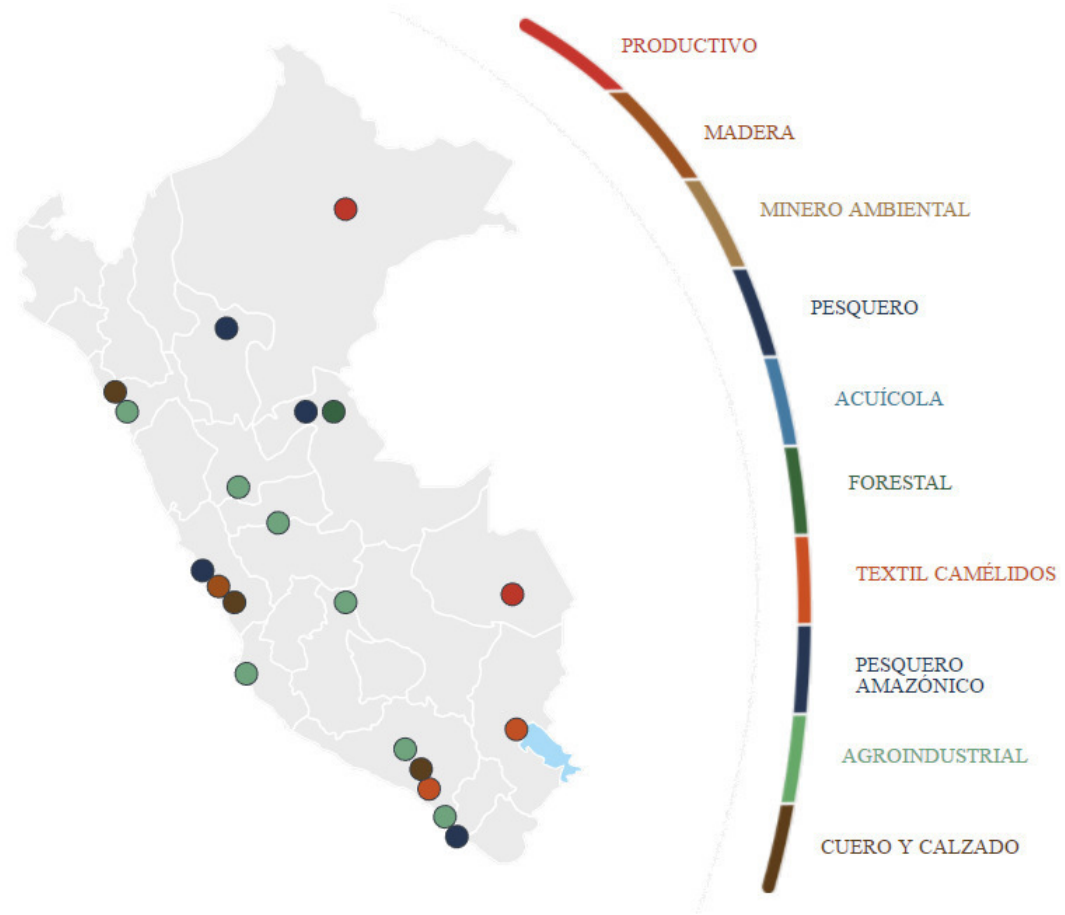 PRODUCTIVO
MADERA
MINERO AMBIENTAL
PESQUERO
ACUÍCOLA
FORESTAL
TEXTIL CAMÉLIDOS
PESQUERO
AMAZÓNICO
AGROINDUSTRIAL
CUERO Y CALZADO